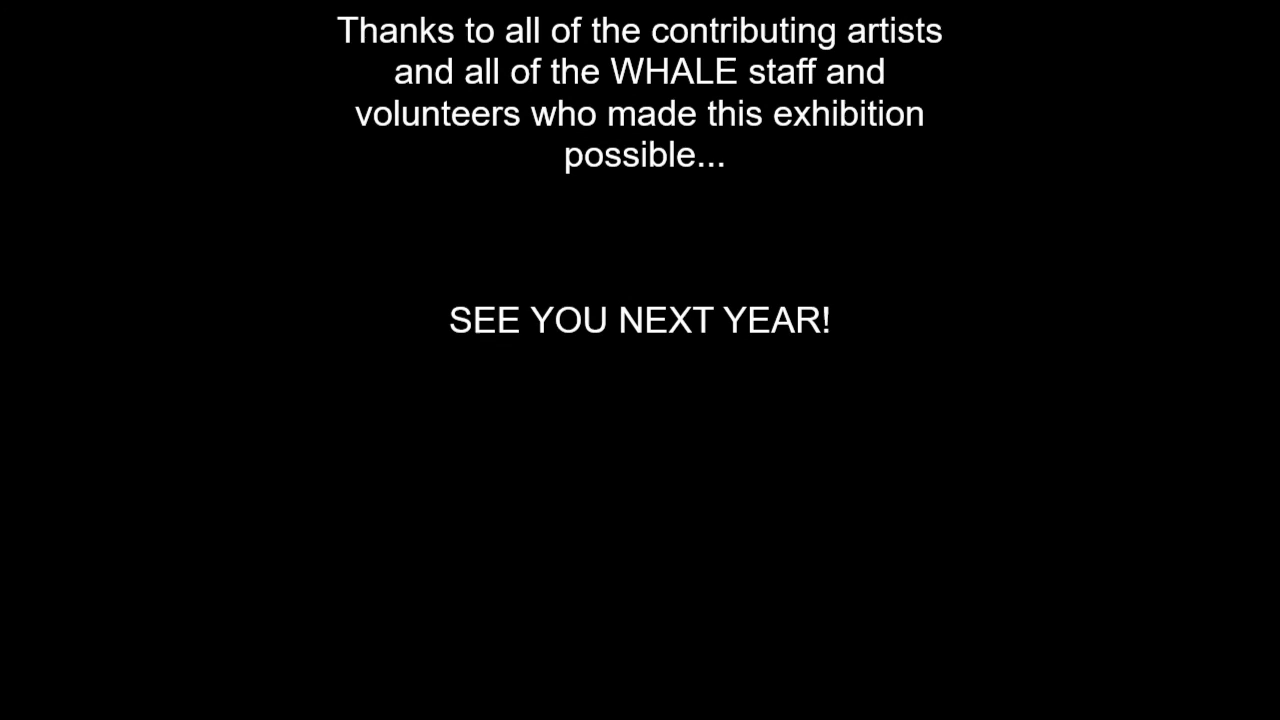 Thanks to all of the contributing artists
and all of the WHALE staff and
volunteers who made this exhibition
possible...
SEE YOU NEXT YEAR!